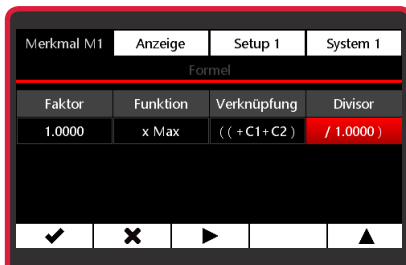 Merkmal M1 Anzeige Setup 1 System 1
Formel
Faktor Funktion Verknüpfung Divisor
1.0000 x Max ( ( +C1+C2 ) / 1.0000 )